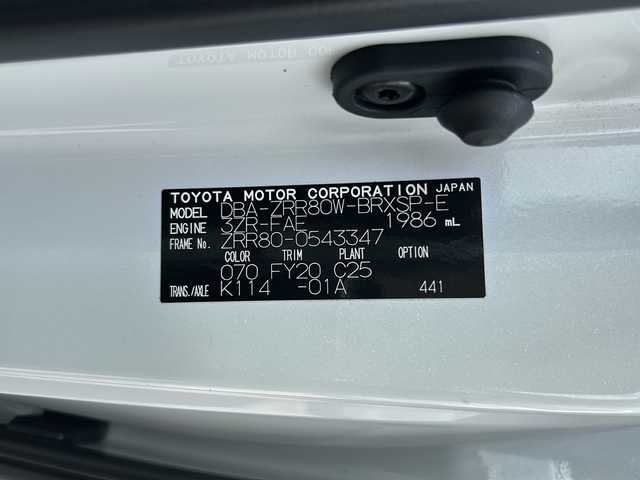 TOYOTA MOTOR CORPORATION JAPAN
MODEL DBA-ZRR80W-BRXSP-E
ENGINE 3ZR-FAE 1986 mL
FRAME No. ZRR80-0543347
COLOR TRIM PLANT OPTION
070 FY20 C25
TRANS./AXLE K114 -01A 441